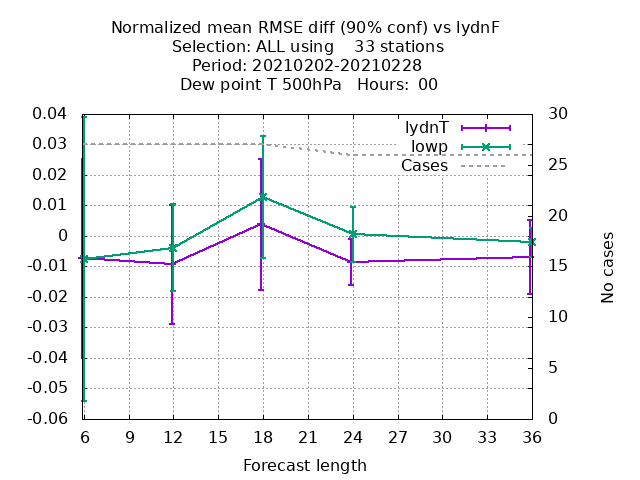 Normalized mean RMSE diff (90% conf) vs lydnF
Selection: ALL using    33 stations
Period: 20210202-20210228
Dew point T 500hPa   Hours:  00
0.04
0.03
0.02
0.01
0
-0.01
-0.02
-0.03
-0.04
-0.05
-0.06
lydnT
lowp
Cases
30
25
20
15
10
5
0
No cases
6 9 12 15 18 21 24 27 30 33 36
Forecast length